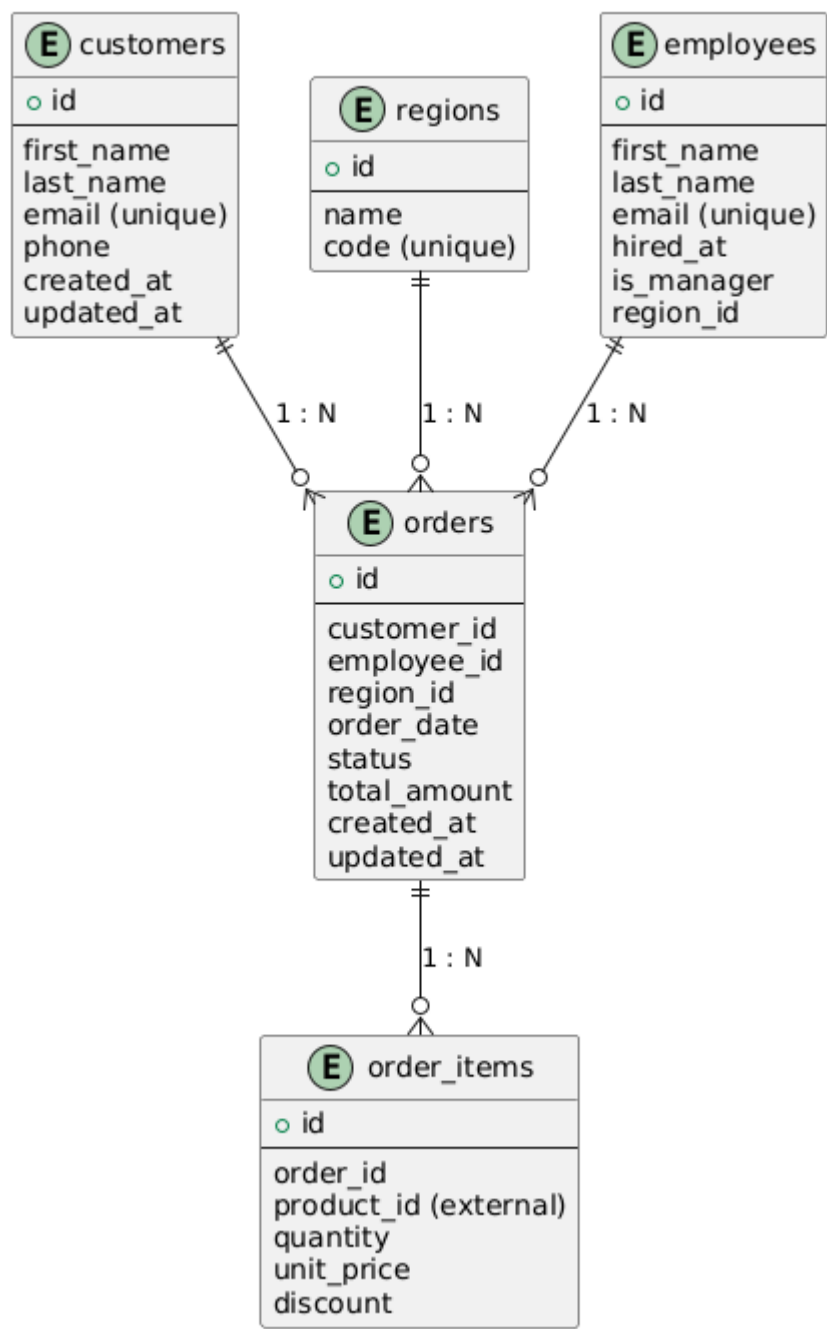 E customers
id
first_name
last_name
email (unique)
phone
created_at
updated_at
E regions
id
name
code (unique)
E employees
id
first_name
last_name
email (unique)
hired_at
is_manager
region_id
1 : N
1 : N
1 : N
E orders
id
customer_id
employee_id
region_id
order_date
status
total_amount
created_at
updated_at
1 : N
E order_items
id
order_id
product_id (external)
quantity
unit_price
discount